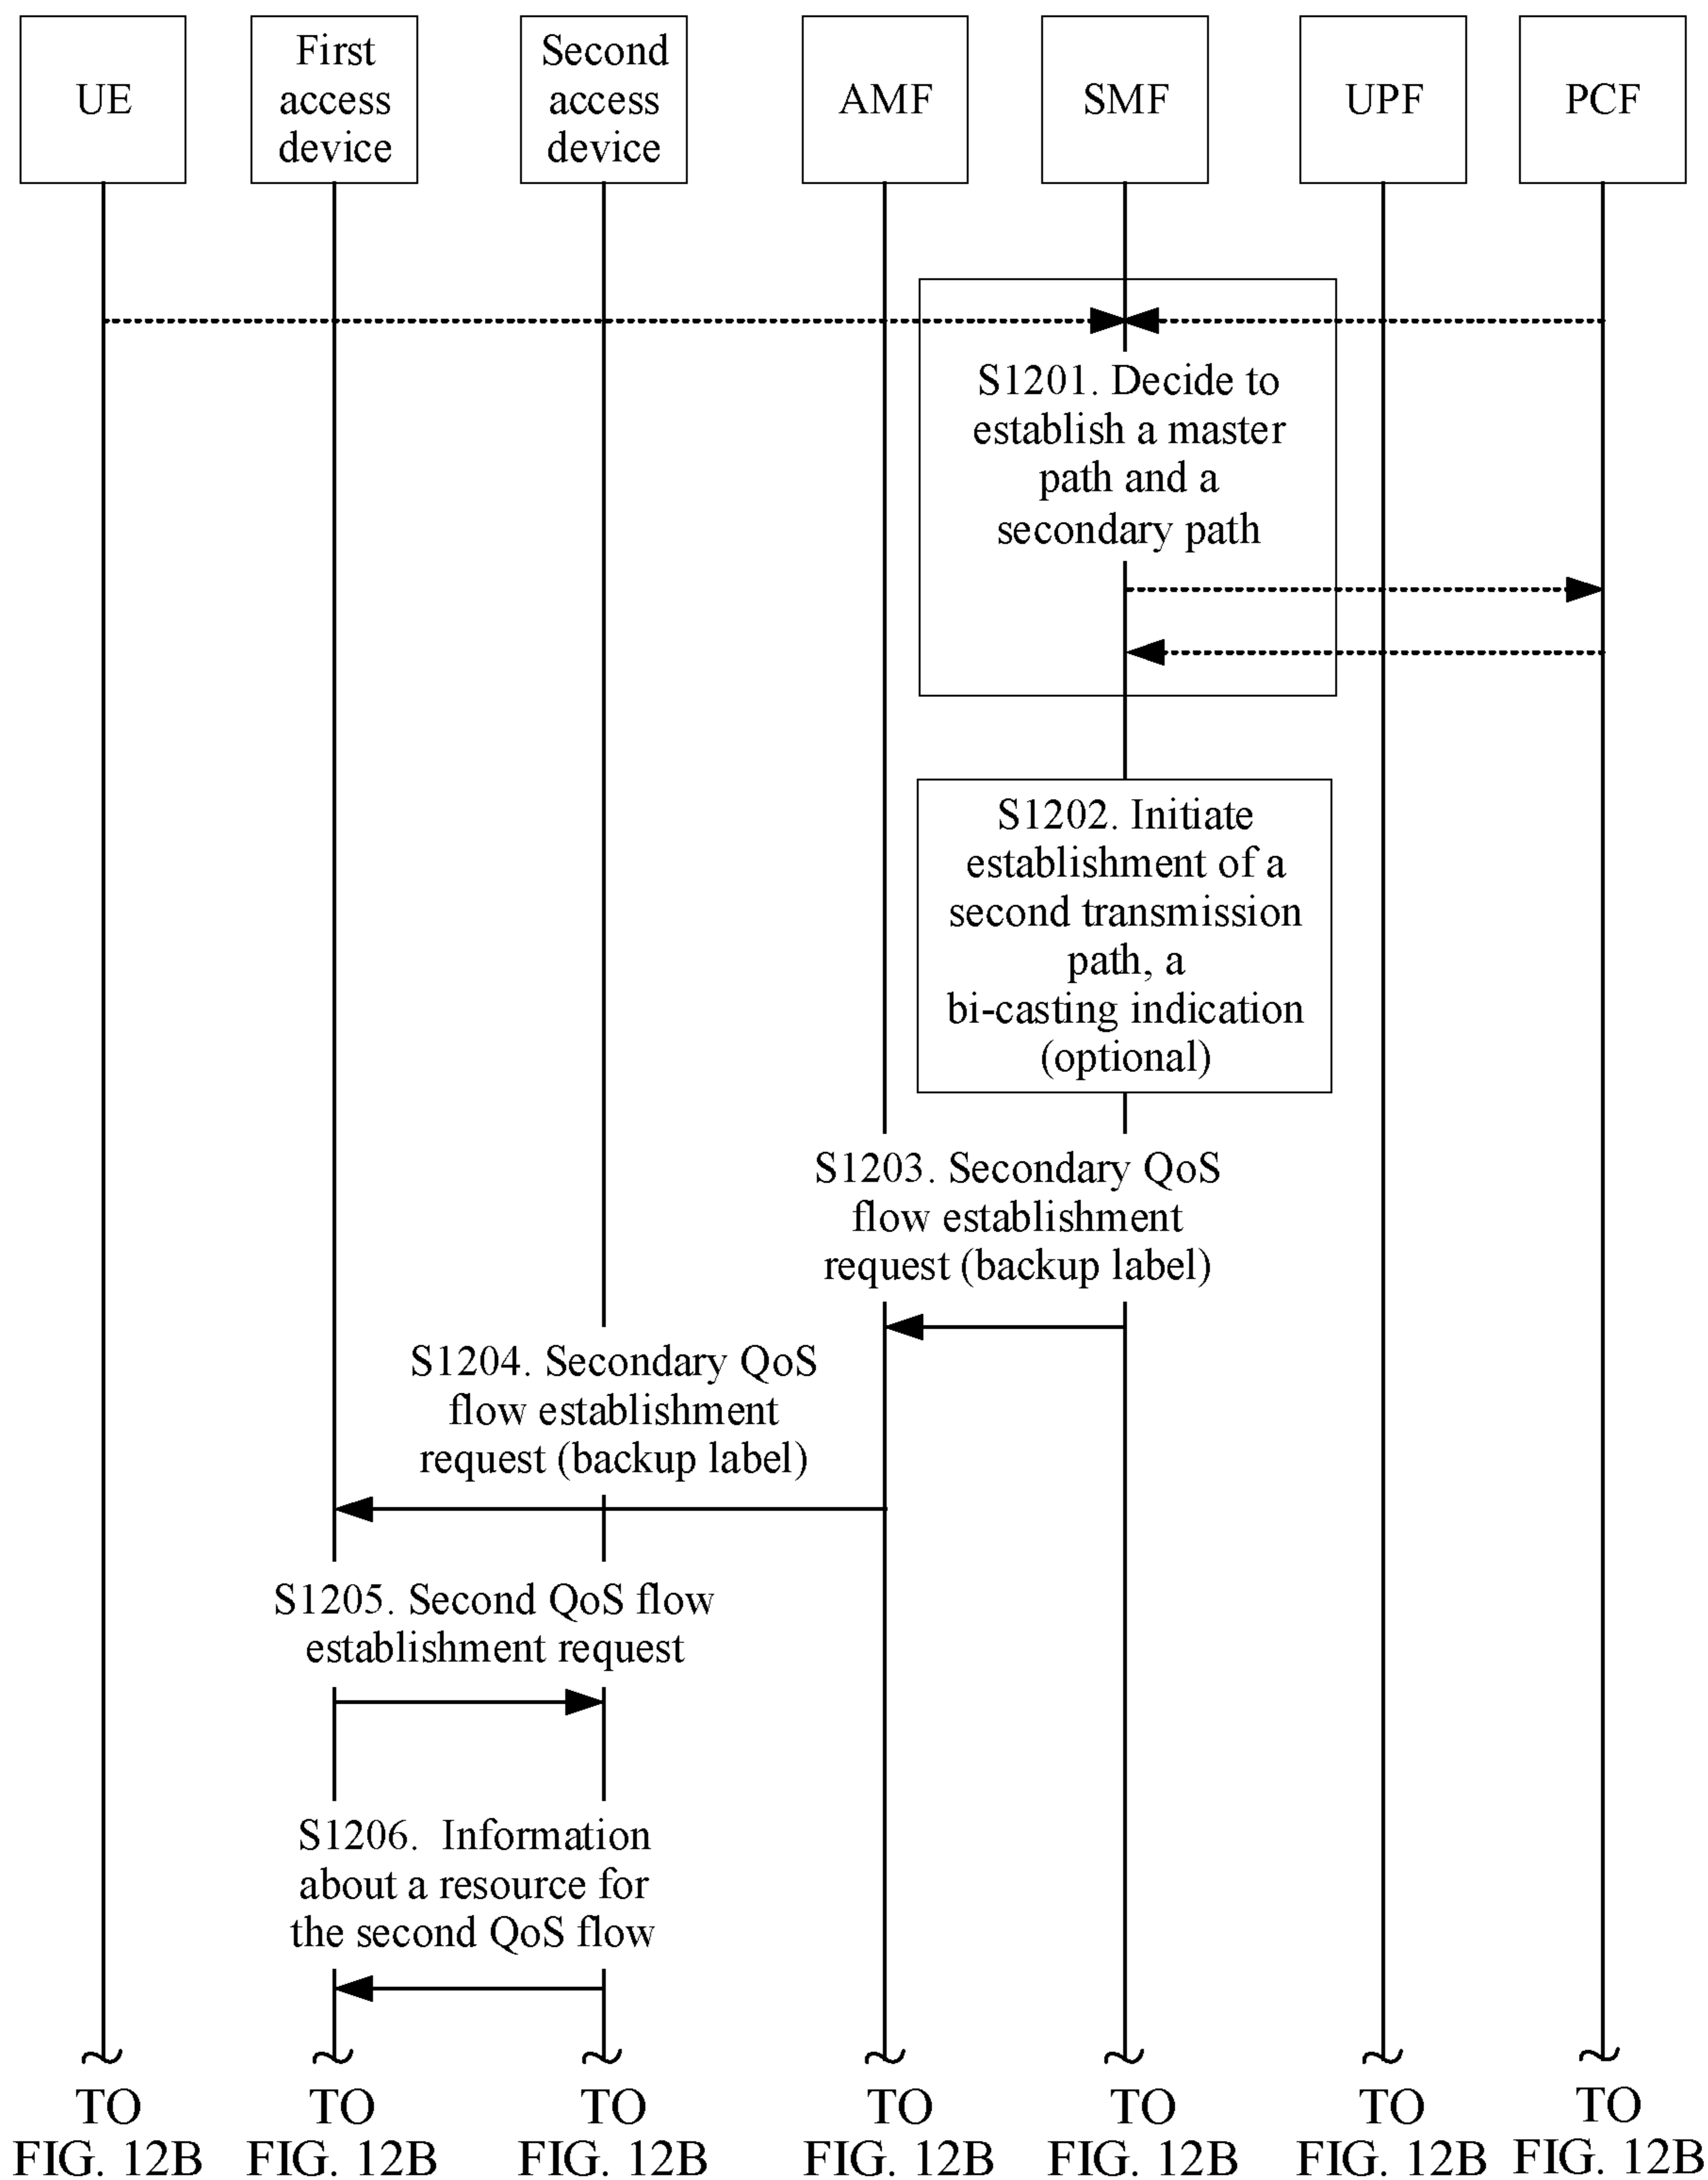 UE
First
access
device
Second
access
device
AMF
SMF
UPF
PCF
S1201. Decide to
establish a master
path and a
secondary path
S1202. Initiate
establishment of a
second transmission
path, a
bi-casting indication
(optional)
S1203. Secondary QoS
flow establishment
request (backup label)
S1204. Secondary QoS
flow establishment
request (backup label)
S1205. Second QoS flow
establishment request
S1206. Information
about a resource for
the second QoS flow
TO
FIG. 12B
TO
FIG. 12B
TO
FIG. 12B
TO
FIG. 12B
TO
FIG. 12B
TO
FIG. 12B
TO
FIG. 12B